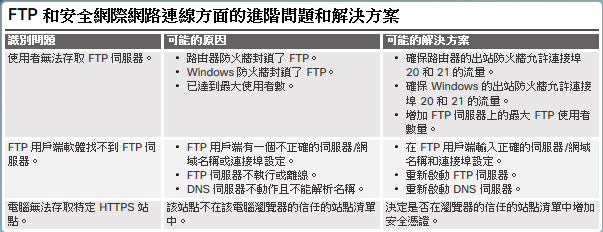 FTP 和安全網際網路連線方面的進階問題和解決方案
識別問題
可能的原因
可能的解決方案
使用者無法存取 FTP 伺服器。
• 路由器防火牆封鎖了 FTP。
• Windows 防火牆封鎖了 FTP。
• 已達到最大使用者數。
• 確保路由器的出站防火牆允許連接埠
20 和 21 的流量。
• 確保 Windows 的出站防火牆允許連接
埠 20 和 21 的流量。
• 增加 FTP 伺服器上的最大 FTP 使用者
數量。
FTP 用戶端軟體找不到 FTP 伺
服器。
• FTP 用戶端有一個不正確的伺服器/網
域名稱或連接埠設定。
• FTP 伺服器不執行或離線。
• DNS 伺服器不動作且不能解析名稱。
• 在 FTP 用戶端輸入正確的伺服器/網域
名稱和連接埠設定。
• 重新啟動 FTP 伺服器。
• 重新啟動 DNS 伺服器。
電腦無法存取特定 HTTPS 站
點。
該站點不在該電腦瀏覽器的信任的站點清單
中。
決定是否在瀏覽器的信任的站點清單中增加
安全憑證。